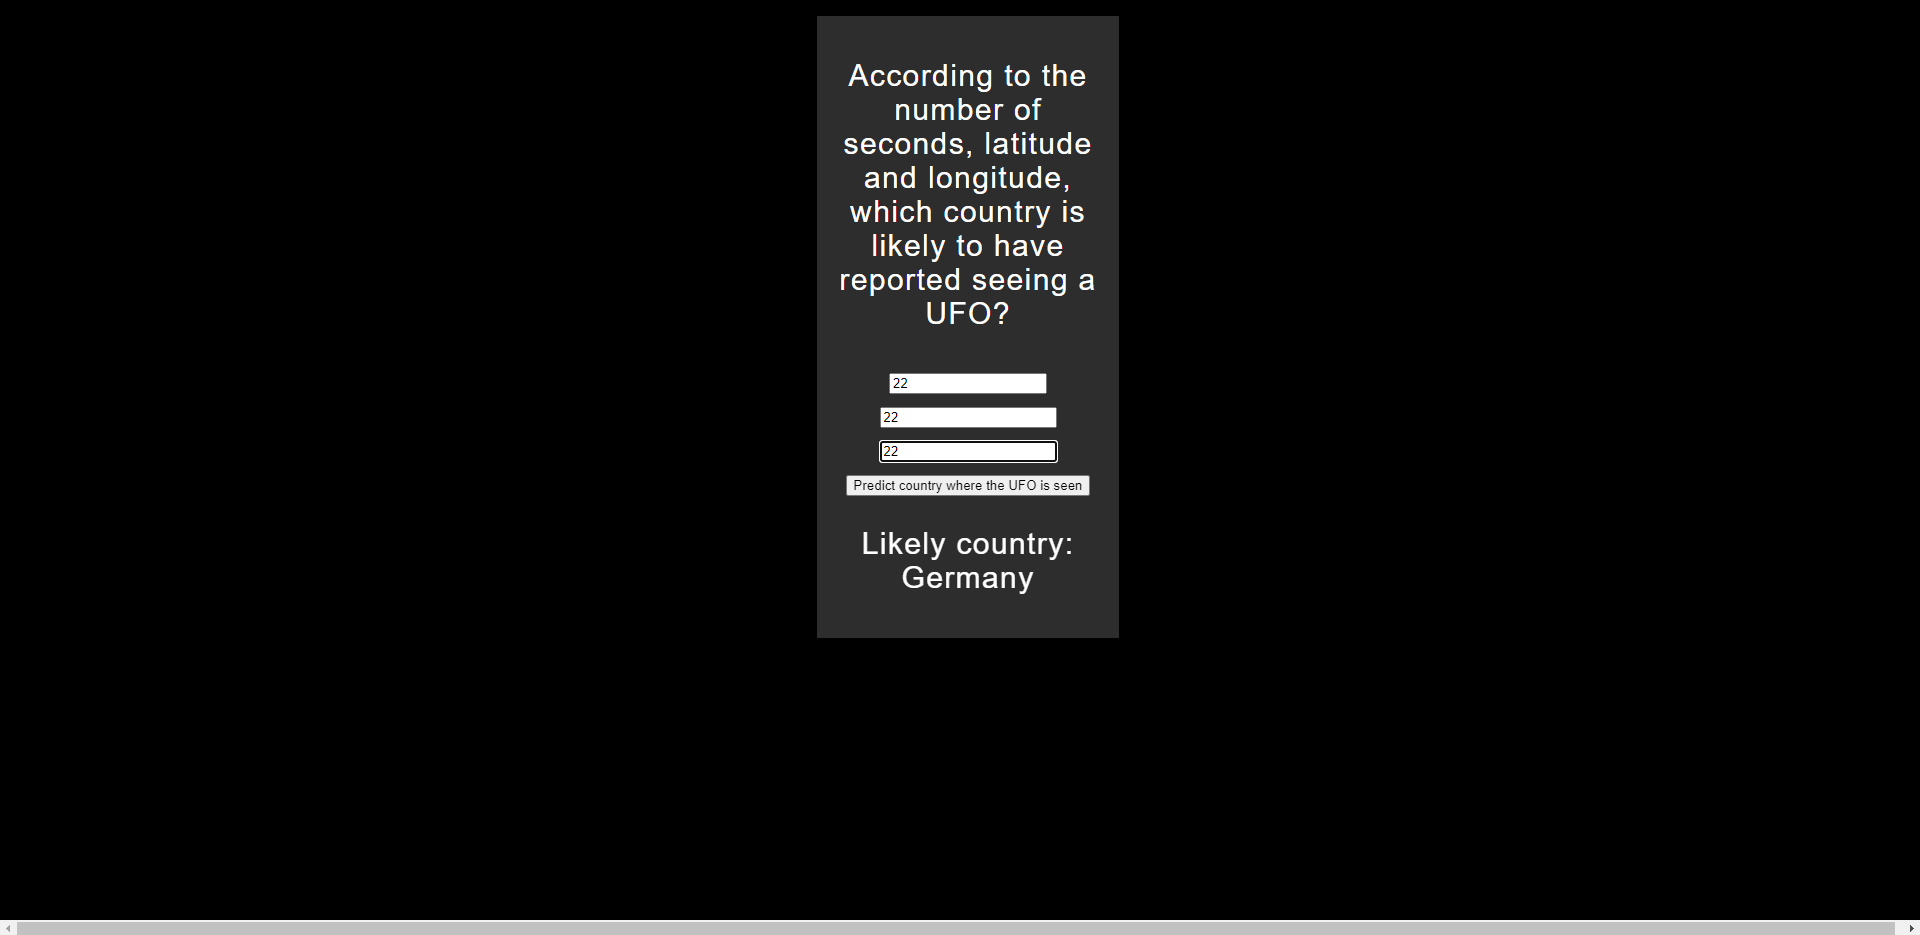 According to the
number of
seconds, latitude
and longitude,
which country is
likely to have
reported seeing a
UFO?
22
22
22
Predict country where the UFO is seen
Likely country:
Germany